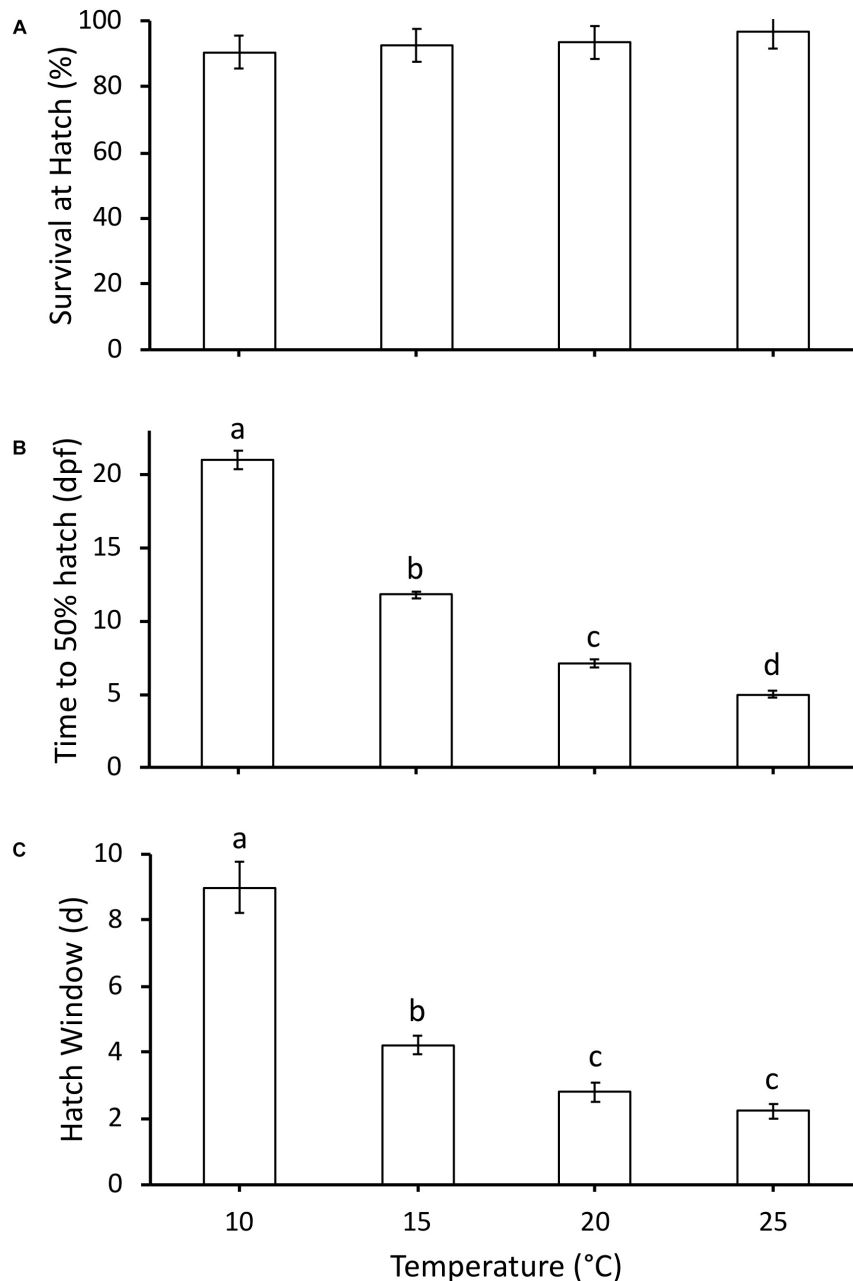 A
Survival at Hatch (%)
100
80
60
40
20
0
B
Time to 50% hatch (dpf)
20
15
10
5
0
a
b
c
d
C
Hatch Window (d)
10
8
6
4
2
0
a
b
c
c
10 15 20 25
Temperature (°C)